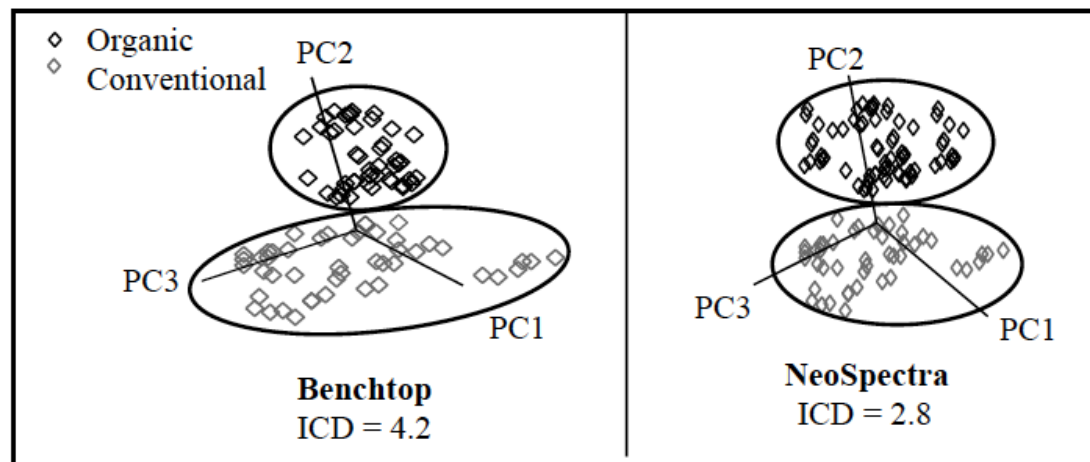 Organic
Conventional
PC2
PC3
PC1
Benchtop
ICD = 4.2
PC2
PC3
PC1
NeoSpectra
ICD = 2.8